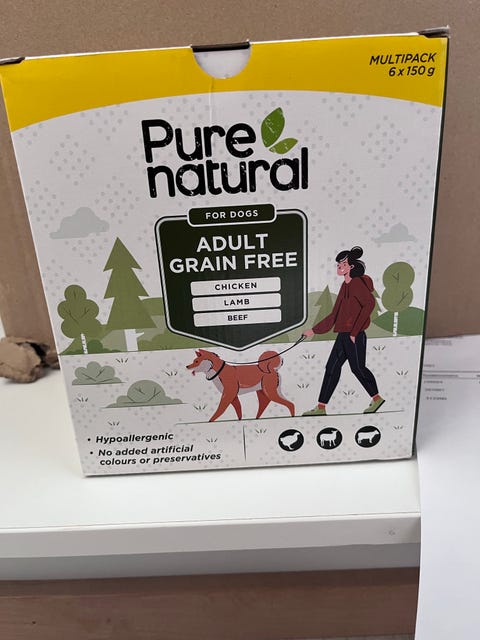 MULTIPACK
6 x 150 g
Pure
natural
FOR DOGS
ADULT
GRAIN FREE
CHICKEN
LAMB
BEEF
• Hypoallergenic
• No added artificial
colours or preservatives